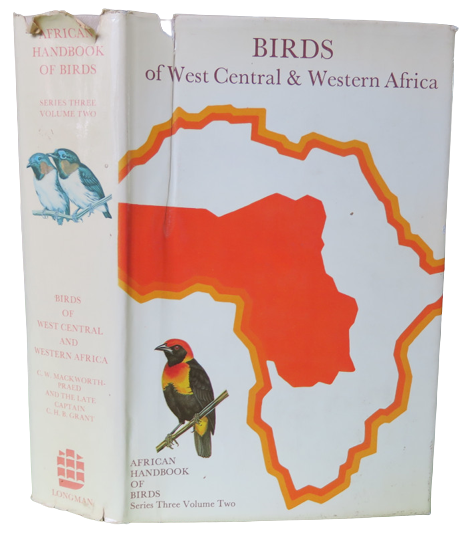 AFRICAN
HANDBOOK
OF BIRDS
SERIES THREE
VOLUME TWO
BIRDS
OF
WEST CENTRAL
AND
WESTERN AFRICA
C. W. MACKWORTH-
PRAED
AND THE LATE
CAPTAIN
C. H. B. GRANT
LONGMAN
BIRDS
of West Central & Western Africa
AFRICAN
HANDBOOK
OF
BIRDS
Series Three Volume Two